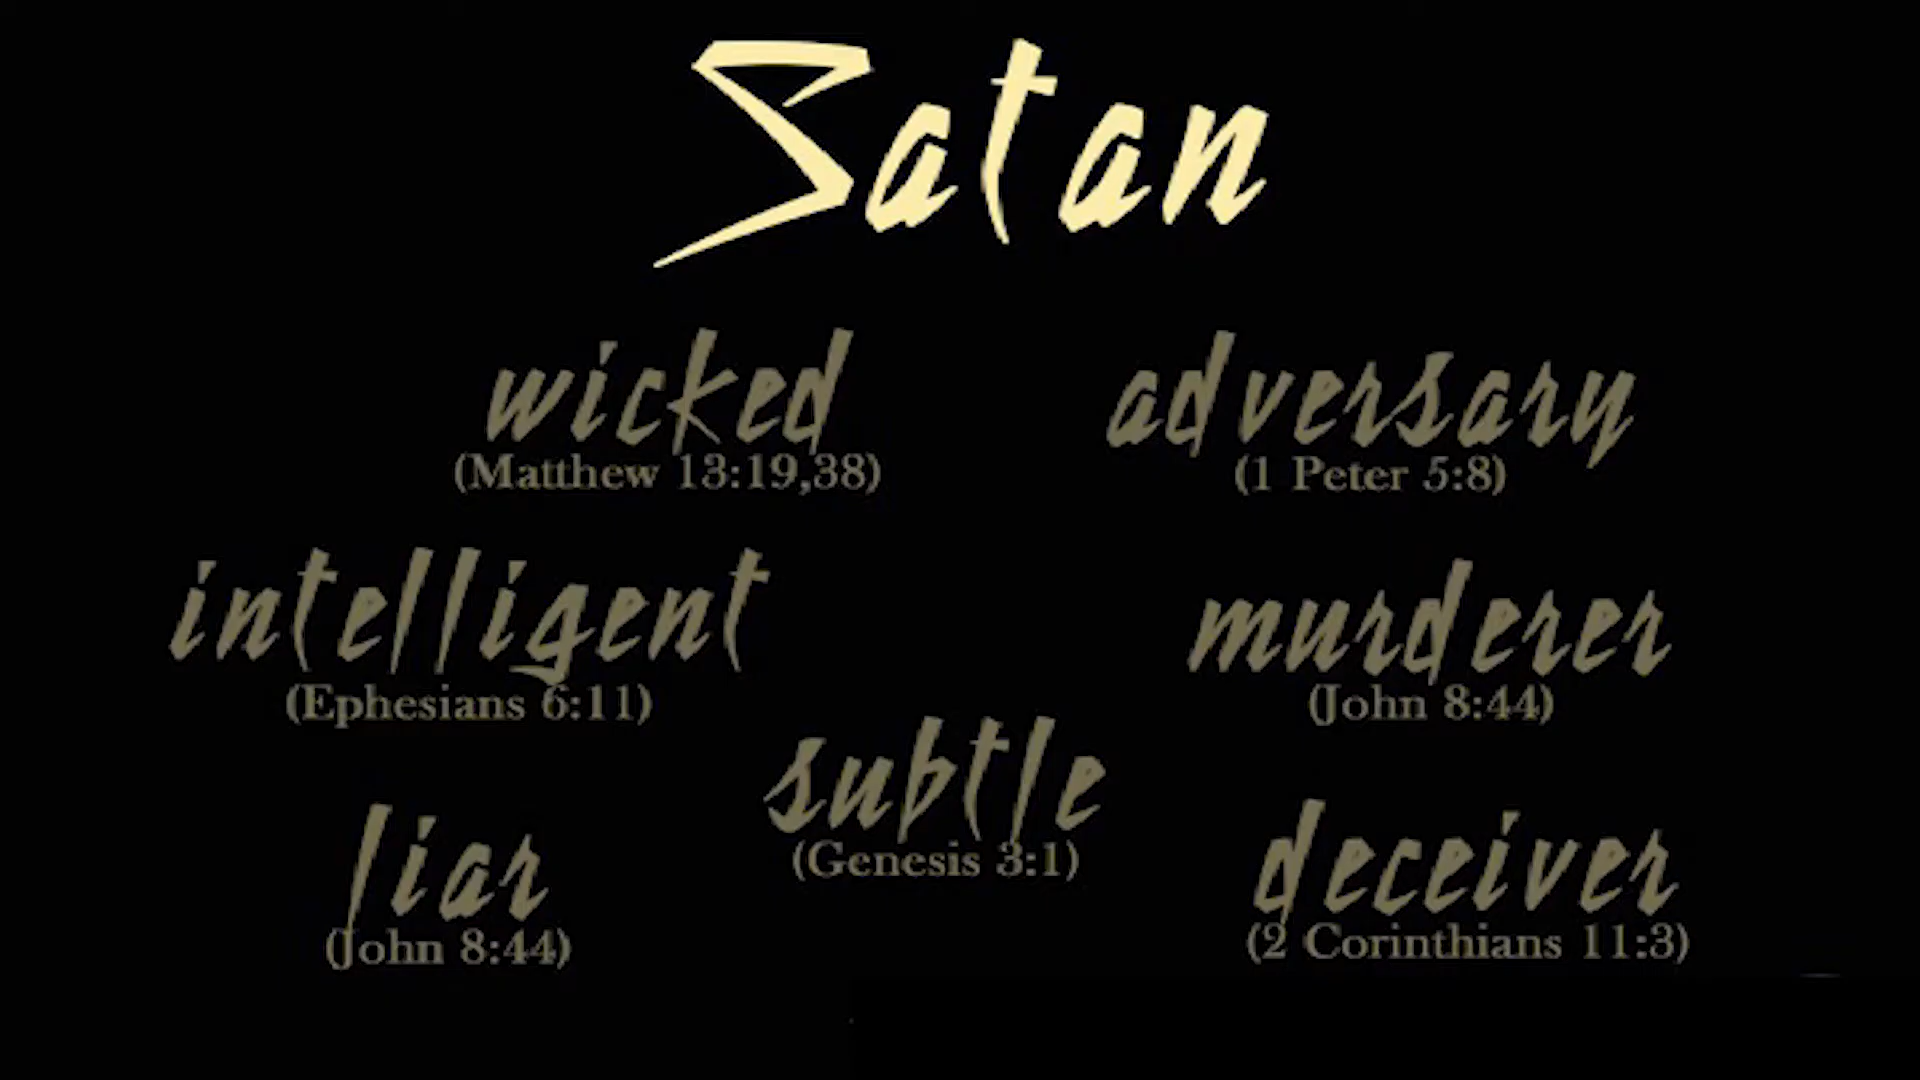 Satan
wicked
(Matthew 13:19,38)
adversary
(1 Peter 5:8)
intelligent
(Ephesians 6:11)
murderer
(John 8:44)
subtle
(Genesis 3:1)
liar
(John 8:44)
deceiver
(2 Corinthians 11:3)